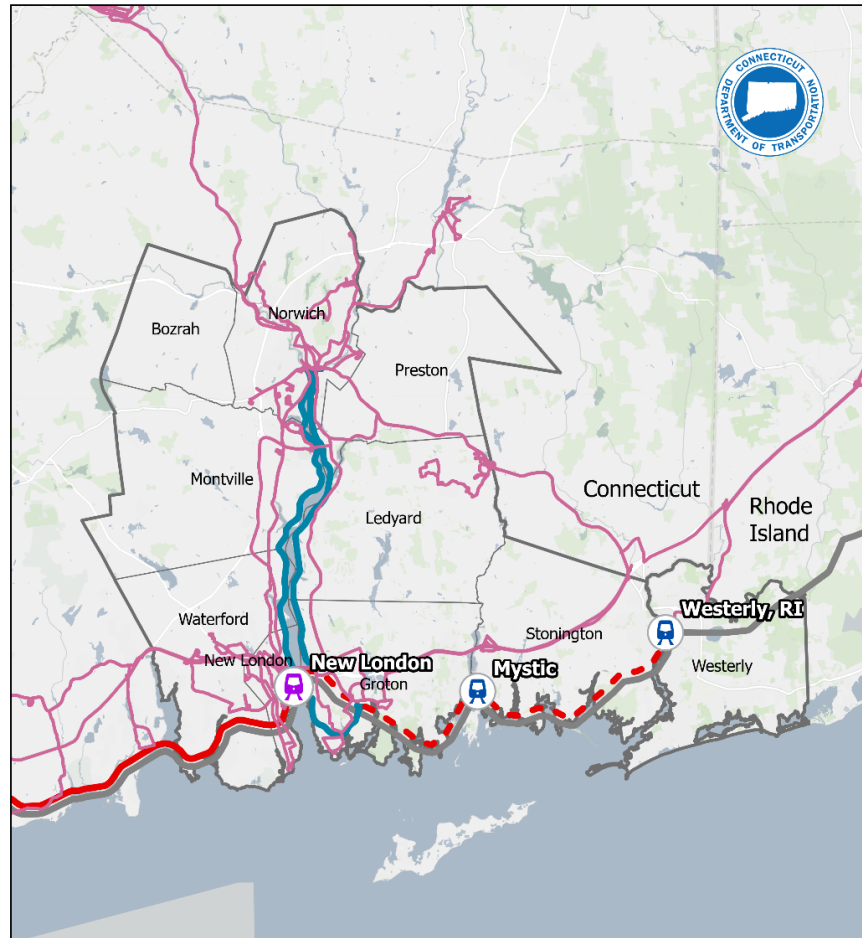 CONNECTICUT
DEPARTMENT OF TRANSPORTATION
Norwich
Bozrah
Preston
Montville
Ledyard
Connecticut
Rhode
Island
Waterford
New London
New London
Groton
Mystic
Stonington
Westerly, RI
Westerly